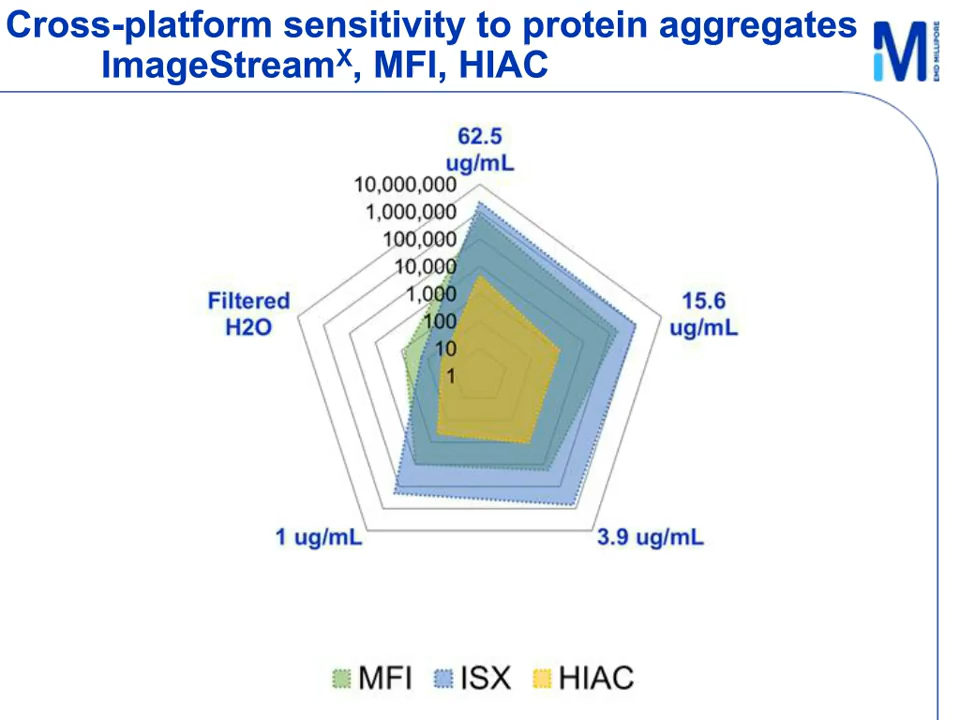 Cross-platform sensitivity to protein aggregates
ImageStreamX, MFI, HIAC
M
EMD MILLIPORE
62.5
ug/mL
10,000,000
1,000,000
100,000
10,000
1,000
100
10
1
Filtered
H2O
15.6
ug/mL
1 ug/mL
3.9 ug/mL
MFI
ISX
HIAC